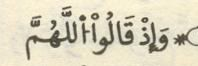 وَإِذْ قَالُوا۟ ٱللَّهُمَّ